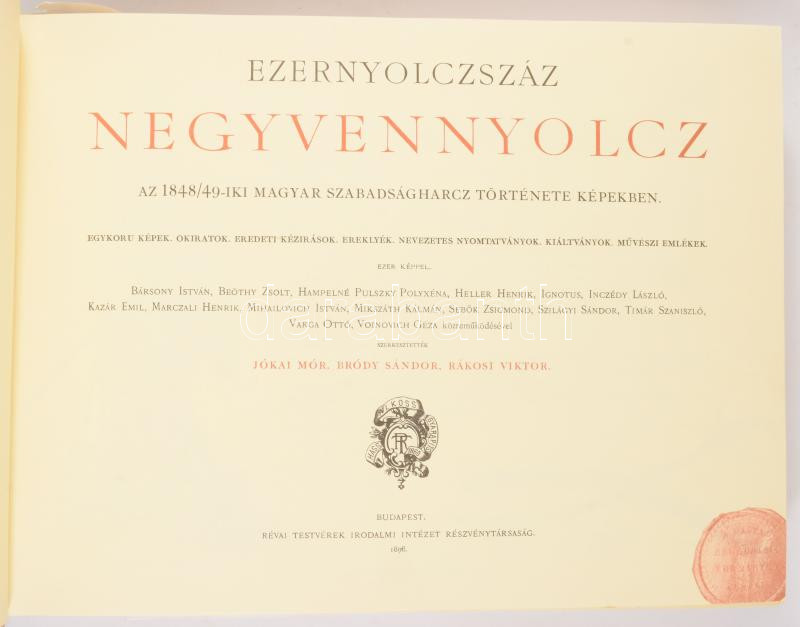 EZERNYOLCZSZÁZ
NEGYVENNYOLCZ
AZ 1848/49-IKI MAGYAR SZABADSÁGHARCZ TÖRTÉNETE KÉPEKBEN.
EGYKORU KÉPEK. OKIRATOK. EREDETI KÉZIRÁSOK. EREKLYÉK. NEVEZETES NYOMTATVÁNYOK. KIÁLTVÁNYOK. MŰVÉSZI EMLÉKEK.
EZER KÉPPEL.
BÁRSONY ISTVÁN, BEÖTHY ZSOLT, HAMPELNÉ PULSZKY POLYXÉNA, HELLER HENRIK, IGNOTUS, INCZÉDY LÁSZLÓ,
KAZÁR EMIL, MARCZALI HENRIK, MIHAILOVICH ISTVÁN, MIKSZÁTH KÁLMÁN, SEBŐK ZSIGMOND, SZILÁGYI SÁNDOR, TIMÁR SZANISZLÓ,
VARGA OTTÓ, VOINOVICH GÉZA közreműködésével
SZERKESZTETTÉK
JÓKAI MÓR, BRÓDY SÁNDOR, RÁKOSI VIKTOR.
BUDAPEST.
RÉVAI TESTVÉREK IRODALMI INTÉZET RÉSZVÉNYTÁRSASÁG.
1896.
darabanth